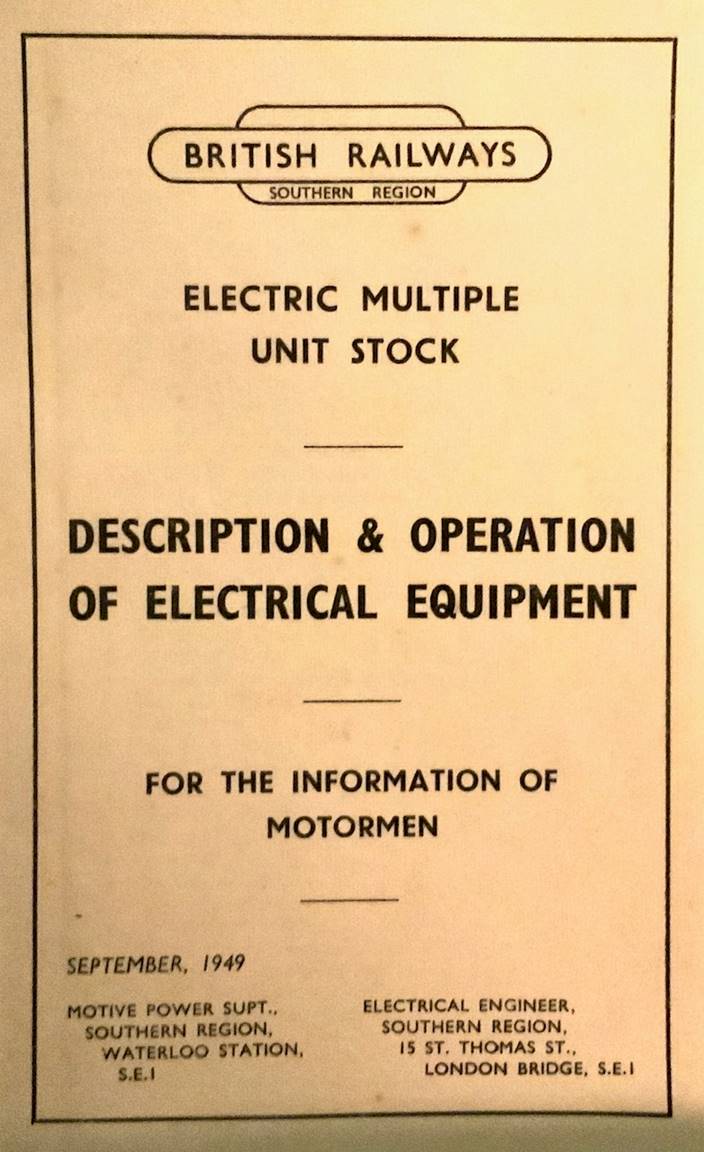 BRITISH RAILWAYS
SOUTHERN REGION
ELECTRIC MULTIPLE
UNIT STOCK
DESCRIPTION & OPERATION
OF ELECTRICAL EQUIPMENT
FOR THE INFORMATION OF
MOTORMEN
SEPTEMBER, 1949
MOTIVE POWER SUPT.,
SOUTHERN REGION,
WATERLOO STATION,
S.E.1
ELECTRICAL ENGINEER,
SOUTHERN REGION,
15 ST. THOMAS ST.,
LONDON BRIDGE, S.E.1